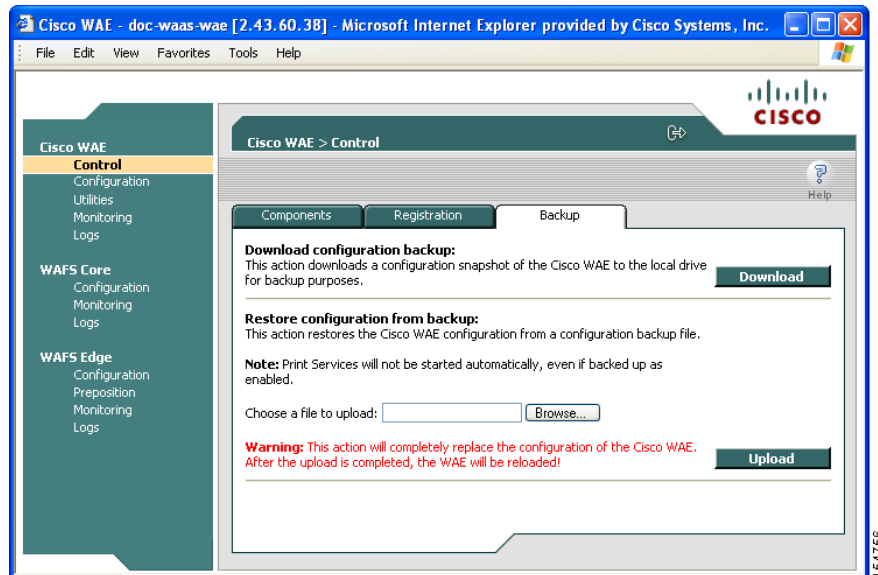 Cisco WAE - doc-waas-wae [2.43.60.38] - Microsoft Internet Explorer provided by Cisco Systems, Inc.
File Edit View Favorites Tools Help
CISCO
Cisco WAE > Control
Help
Cisco WAE
Control
Configuration
Utilities
Monitoring
Logs
WAFS Core
Configuration
Monitoring
Logs
WAFS Edge
Configuration
Preposition
Monitoring
Logs
Components Registration Backup
Download configuration backup:
This action downloads a configuration snapshot of the Cisco WAE to the local drive
for backup purposes.
Download
Restore configuration from backup:
This action restores the Cisco WAE configuration from a configuration backup file.
Note: Print Services will not be started automatically, even if backed up as
enabled.
Choose a file to upload: Browse...
Warning: This action will completely replace the configuration of the Cisco WAE.
After the upload is completed, the WAE will be reloaded!
Upload
154756